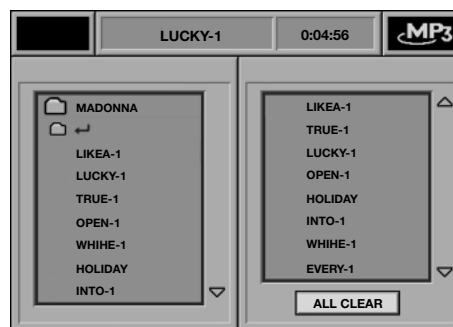 LUCKY-1
0:04:56
MP3
MADONNA
LIKEA-1
LUCKY-1
TRUE-1
OPEN-1
WHIHE-1
HOLIDAY
INTO-1
LIKEA-1
TRUE-1
LUCKY-1
OPEN-1
HOLIDAY
INTO-1
WHIHE-1
EVERY-1
ALL CLEAR